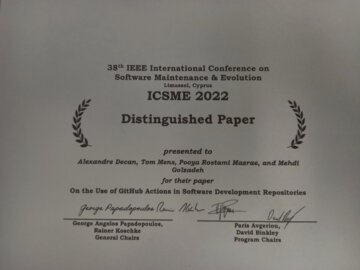 38th IEEE International Conference on
Software Maintenance & Evolution
Limassol, Cyprus
ICSME 2022
Distinguished Paper
presented to
Alexandre Decan, Tom Mens, Pooya Rostami Mazrae, and Mehdi
Golzadeh
for their paper
On the Use of GitHub Actions in Software Development Repositories
George Papadopoulos
George Angelos Papadopoulos,
Rainer Koschke
General Chairs
Paris Avgeriou,
David Binkley
Program Chairs